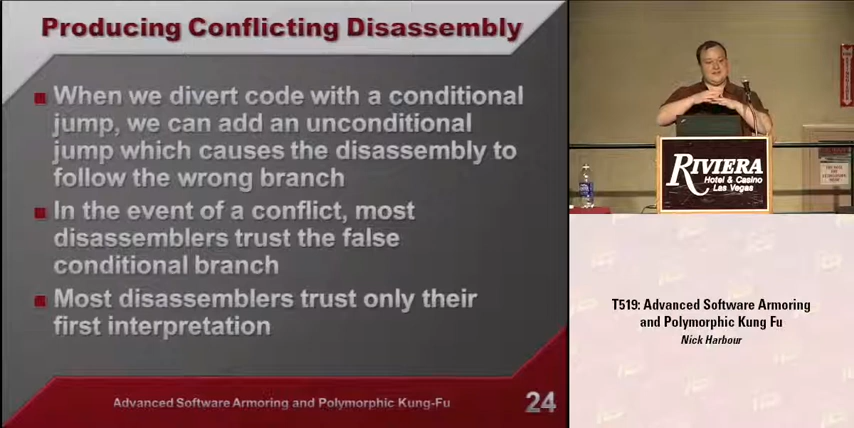 Producing Conflicting Disassembly
When we divert code with a conditional
jump, we can add an unconditional
jump which causes the disassembly to
follow the wrong branch
In the event of a conflict, most
disassemblers trust the false
conditional branch
Most disassemblers trust only their
first interpretation
Advanced Software Armoring and Polymorphic Kung-Fu
24
RIVIERA
Hotel & Casino
Las Vegas
T519: Advanced Software Armoring
and Polymorphic Kung Fu
Nick Harbour